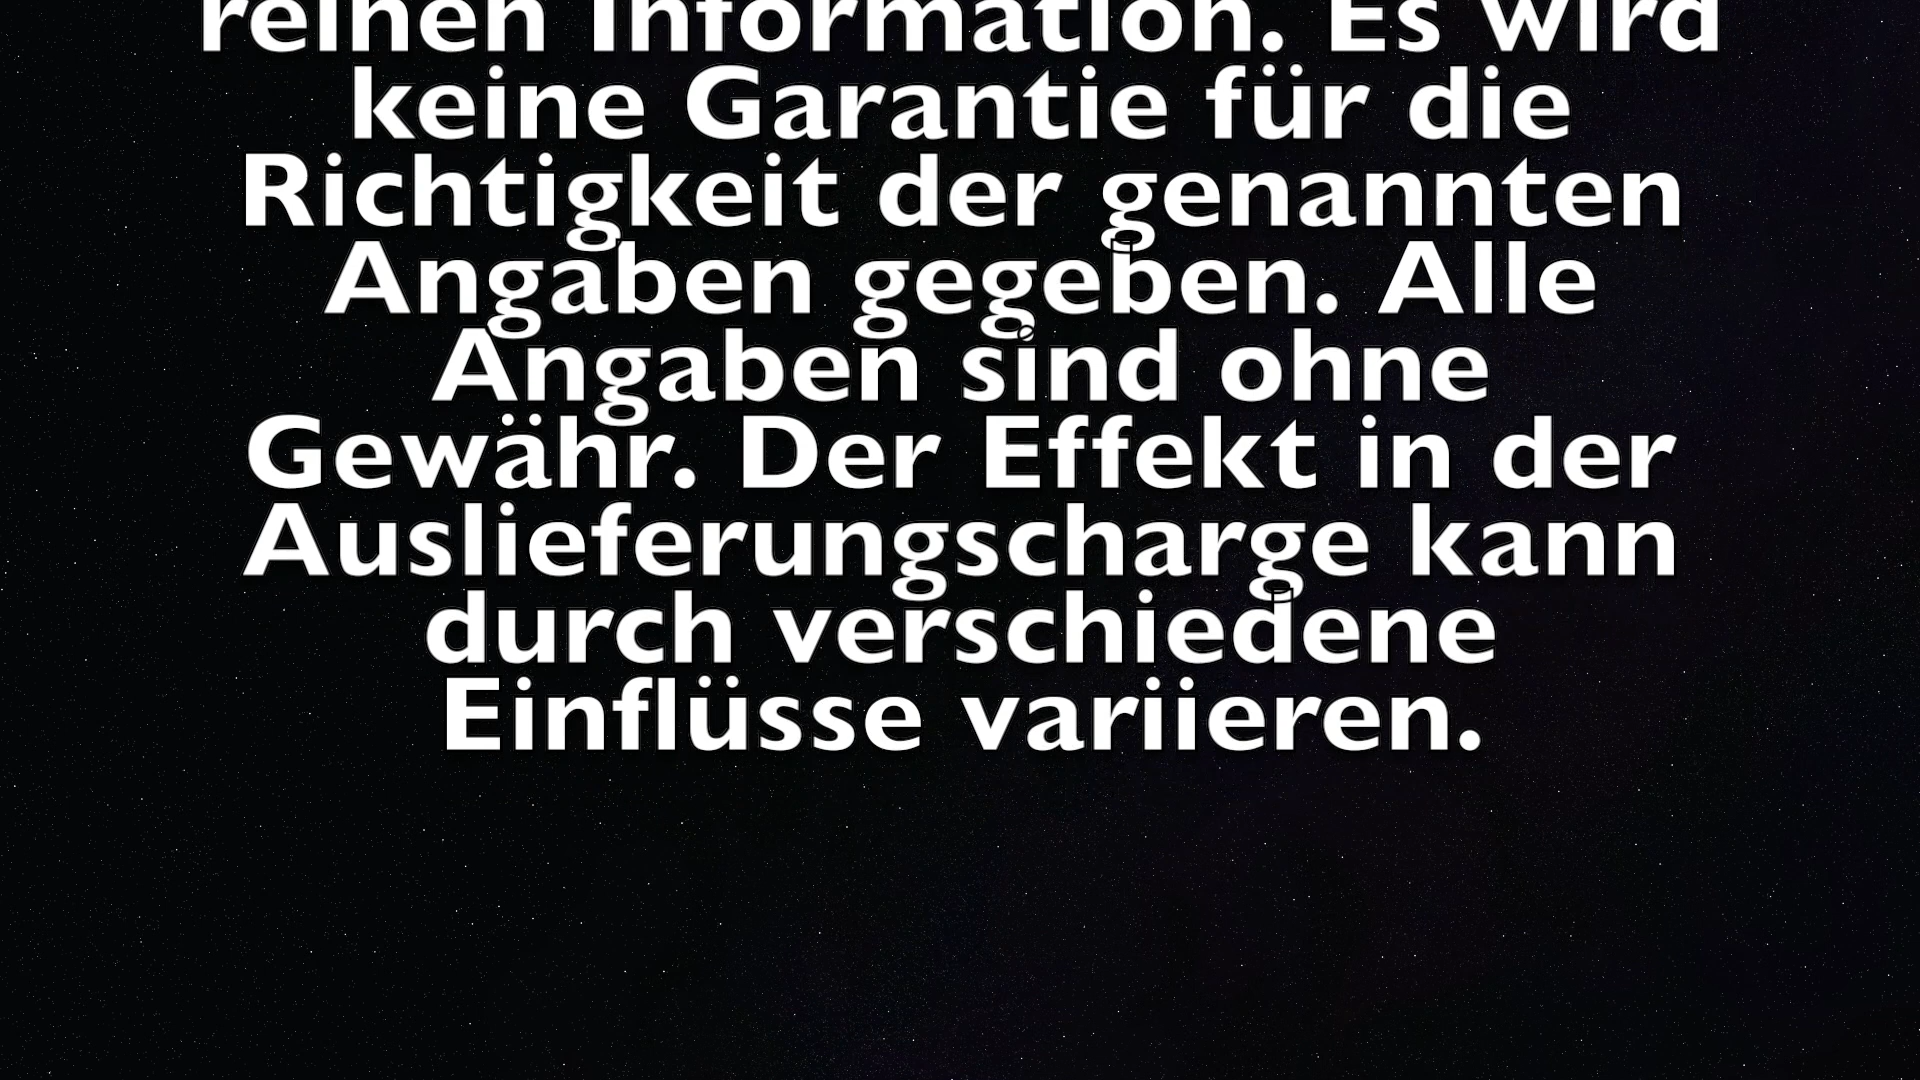 reinen Information. Es wird
keine Garantie für die
Richtigkeit der genannten
Angaben gegeben. Alle
Angaben sind ohne
Gewähr. Der Effekt in der
Auslieferungscharge kann
durch verschiedene
Einflüsse variieren.